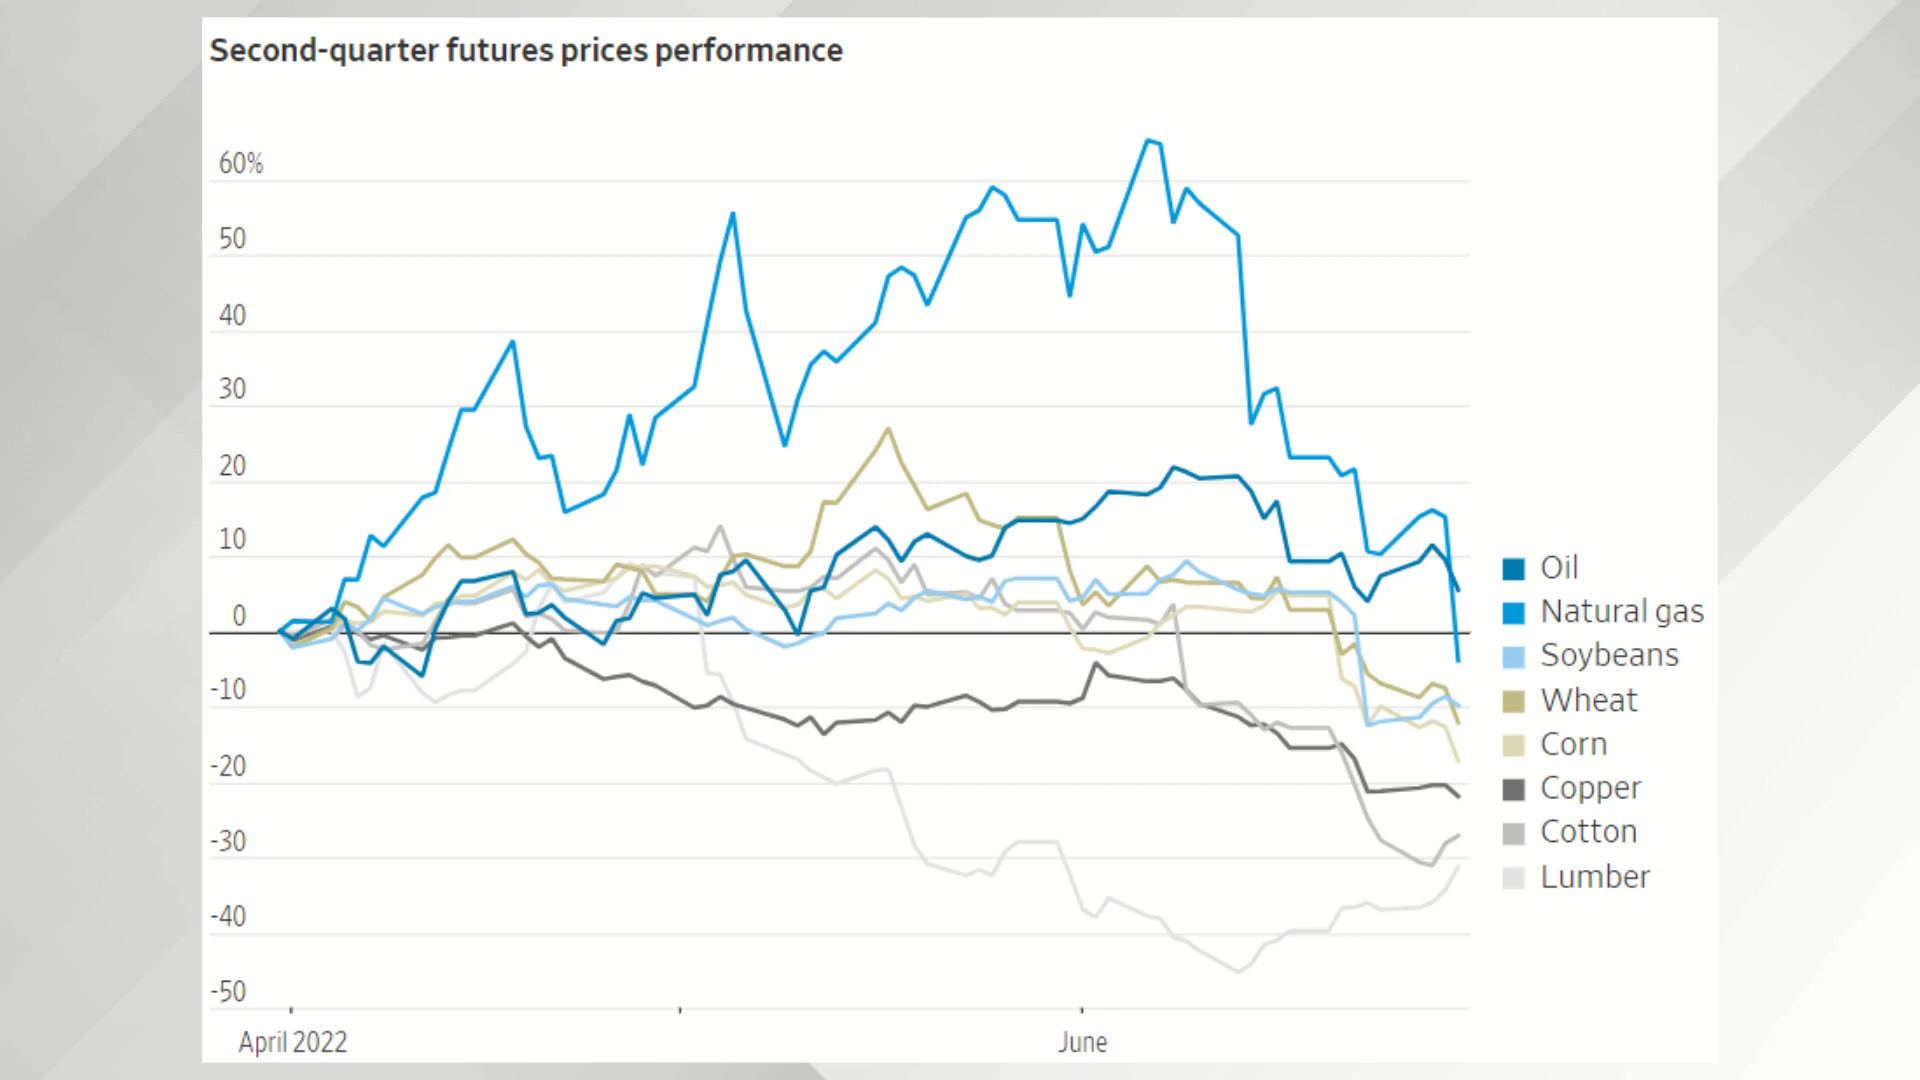 Second-quarter futures prices performance
60%
50
40
30
20
10
0
-10
-20
-30
-40
-50
April 2022
June
Oil
Natural gas
Soybeans
Wheat
Corn
Copper
Cotton
Lumber